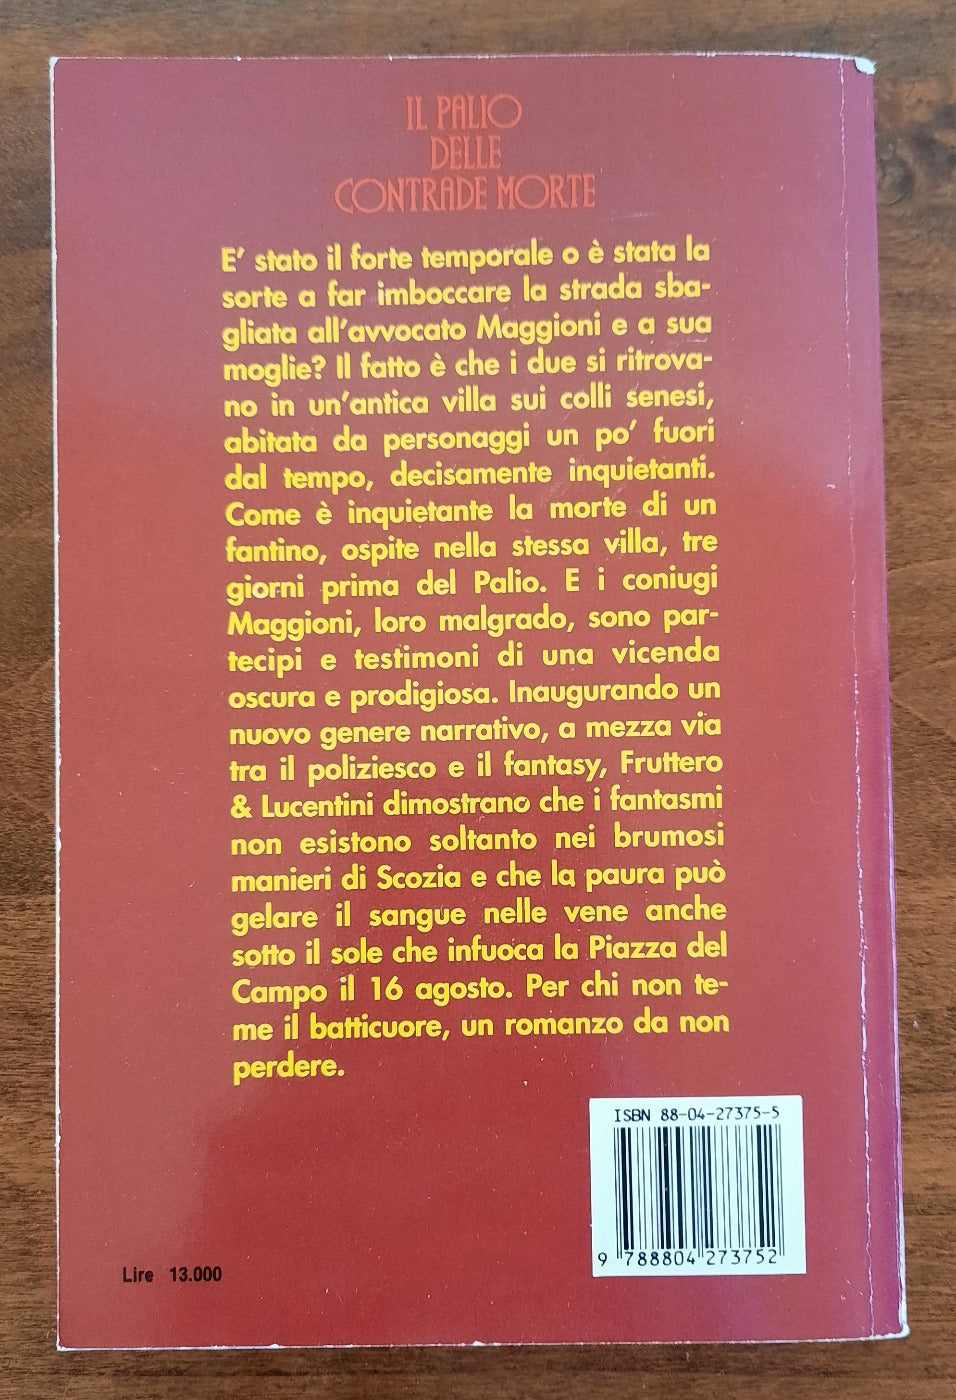 IL PALIO
DELLE
CONTRADE MORTE
E' stato il forte temporale o è stata la
sorte a far imboccare la strada sba-
gliata all'avvocato Maggioni e a sua
moglie? Il fatto è che i due si ritrova-
no in un'antica villa sui colli senesi,
abitata da personaggi un po' fuori
dal tempo, decisamente inquietanti.
Come è inquietante la morte di un
fantino, ospite nella stessa villa, tre
giorni prima del Palio. E i coniugi
Maggioni, loro malgrado, sono par-
tecipi e testimoni di una vicenda
oscura e prodigiosa. Inaugurando un
nuovo genere narrativo, a mezza via
tra il poliziesco e il fantasy, Fruttero
& Lucentini dimostrano che i fantasmi
non esistono soltanto nei brumosi
manieri di Scozia e che la paura può
gelare il sangue nelle vene anche
sotto il sole che infuoca la Piazza del
Campo il 16 agosto. Per chi non te-
me il batticuore, un romanzo da non
perdere.
ISBN 88-04-27375-5
9 788804 273752
Lire 13.000